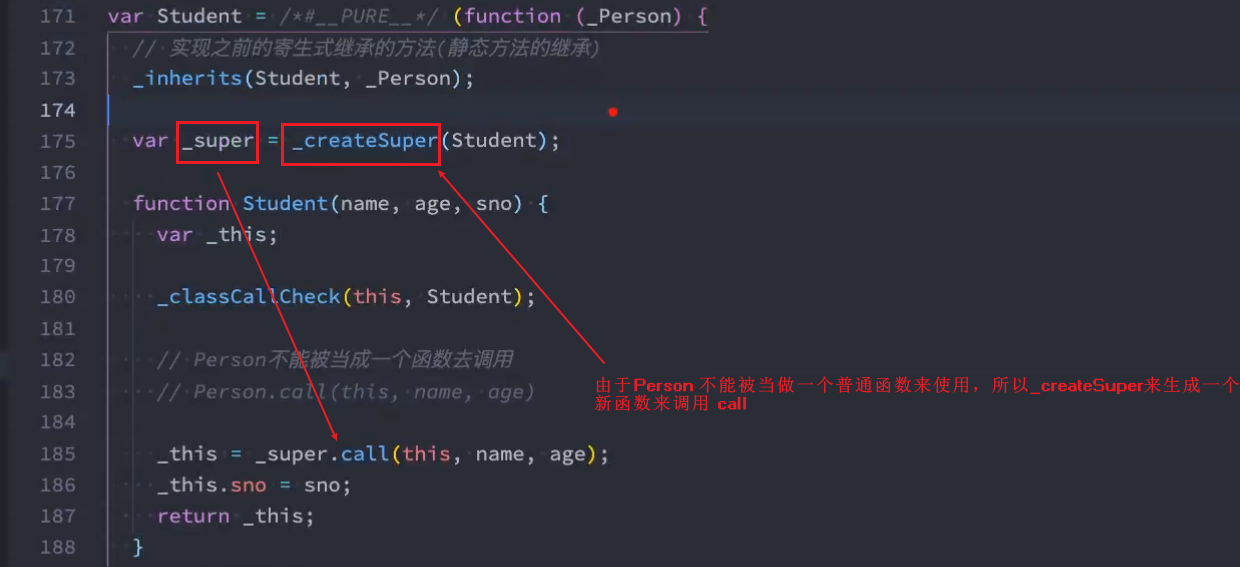 171 var Student = /*#__PURE__*/ (function (_Person) {
172 // 实现之前的寄生式继承的方法(静态方法的继承)
173 _inherits(Student, _Person);
174
175 var _super = _createSuper(Student);
176
177 function Student(name, age, sno) {
178 var _this;
179
180 _classCallCheck(this, Student);
181
182 // Person不能被当成一个函数去调用
183 // Person.call(this, name, age)
由于Person 不能被当做一个普通函数来使用，所以_createSuper来生成一个
新函数来调用 call
184
185 _this = _super.call(this, name, age);
186 _this.sno = sno;
187 return _this;
188 }